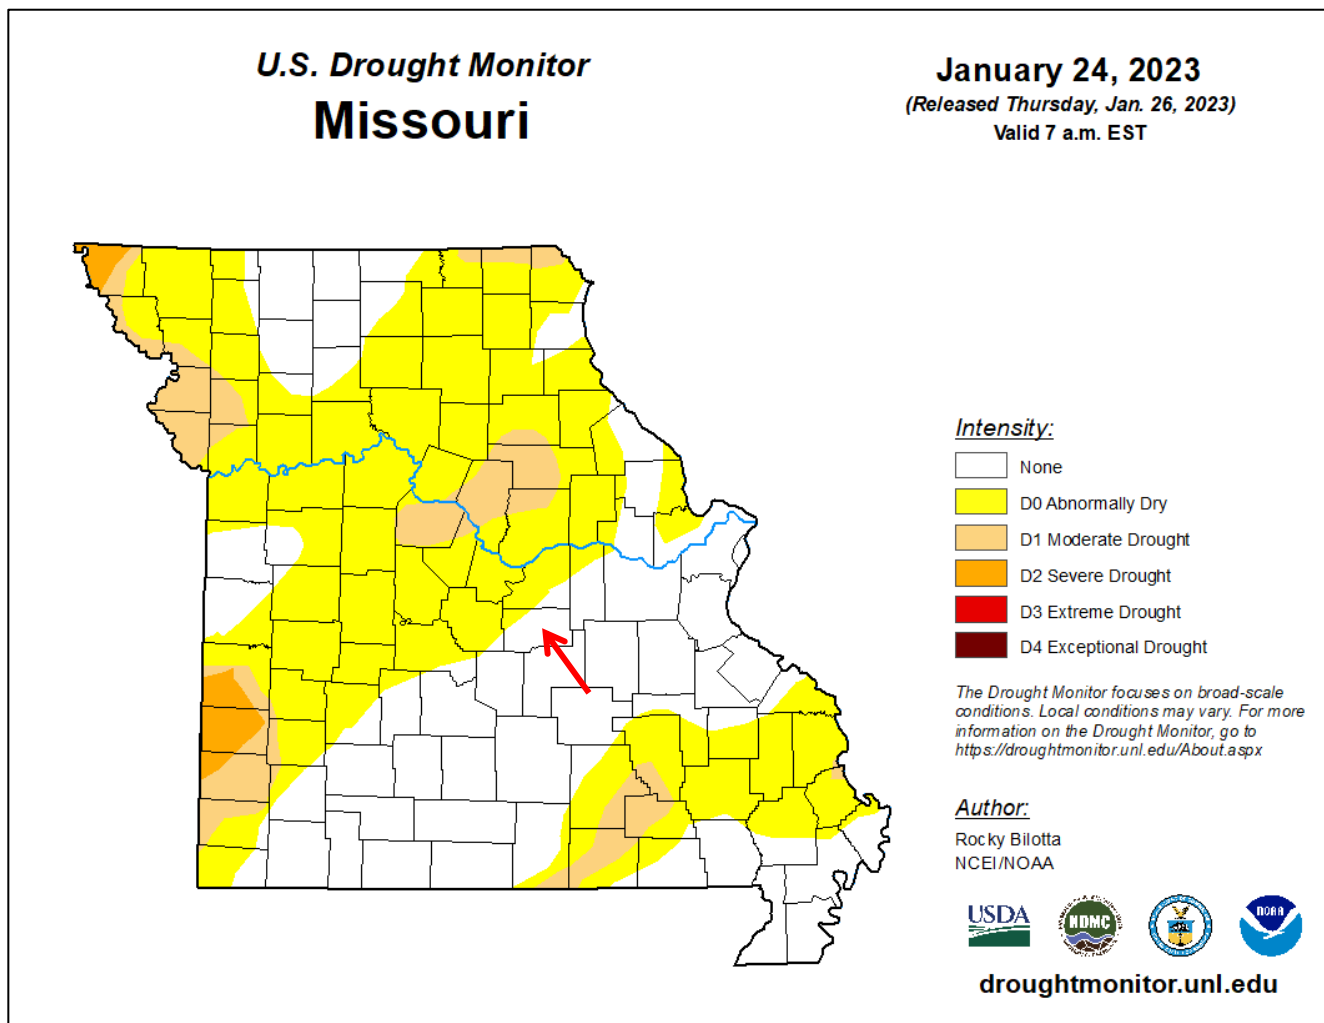 U.S. Drought Monitor
Missouri
January 24, 2023
(Released Thursday, Jan. 26, 2023)
Valid 7 a.m. EST
Intensity:
None
D0 Abnormally Dry
D1 Moderate Drought
D2 Severe Drought
D3 Extreme Drought
D4 Exceptional Drought
The Drought Monitor focuses on broad-scale
conditions. Local conditions may vary. For more
information on the Drought Monitor, go to
https://droughtmonitor.unl.edu/About.aspx
Author:
Rocky Bilotta
NCEI/NOAA
USDA
NDMC
NOAA
droughtmonitor.unl.edu